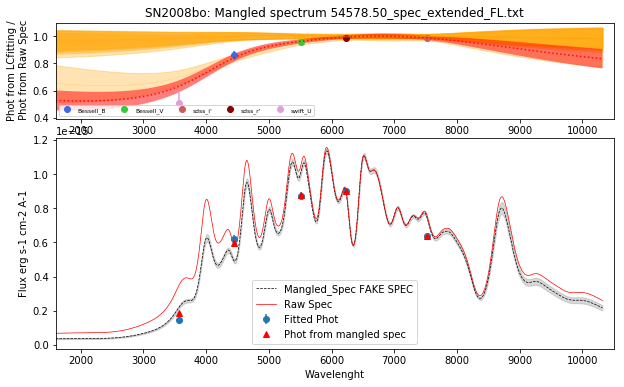 SN2008bo: Mangled spectrum 54578.50_spec_extended_FL.txt
Phot from LCfitting /
Phot from Raw Spec
1.0
0.8
0.6
0.4
Bessell_B
Bessell_V
sdss_i'
sdss_r'
swift_U
2000
3000
4000
5000
6000
7000
8000
9000
10000
Flux erg s-1 cm-2 A-1
1.2
1.0
0.8
0.6
0.4
0.2
0.0
Mangled_Spec FAKE SPEC
Raw Spec
Fitted Phot
Phot from mangled spec
2000
3000
4000
5000
6000
7000
8000
9000
10000
Wavelenght